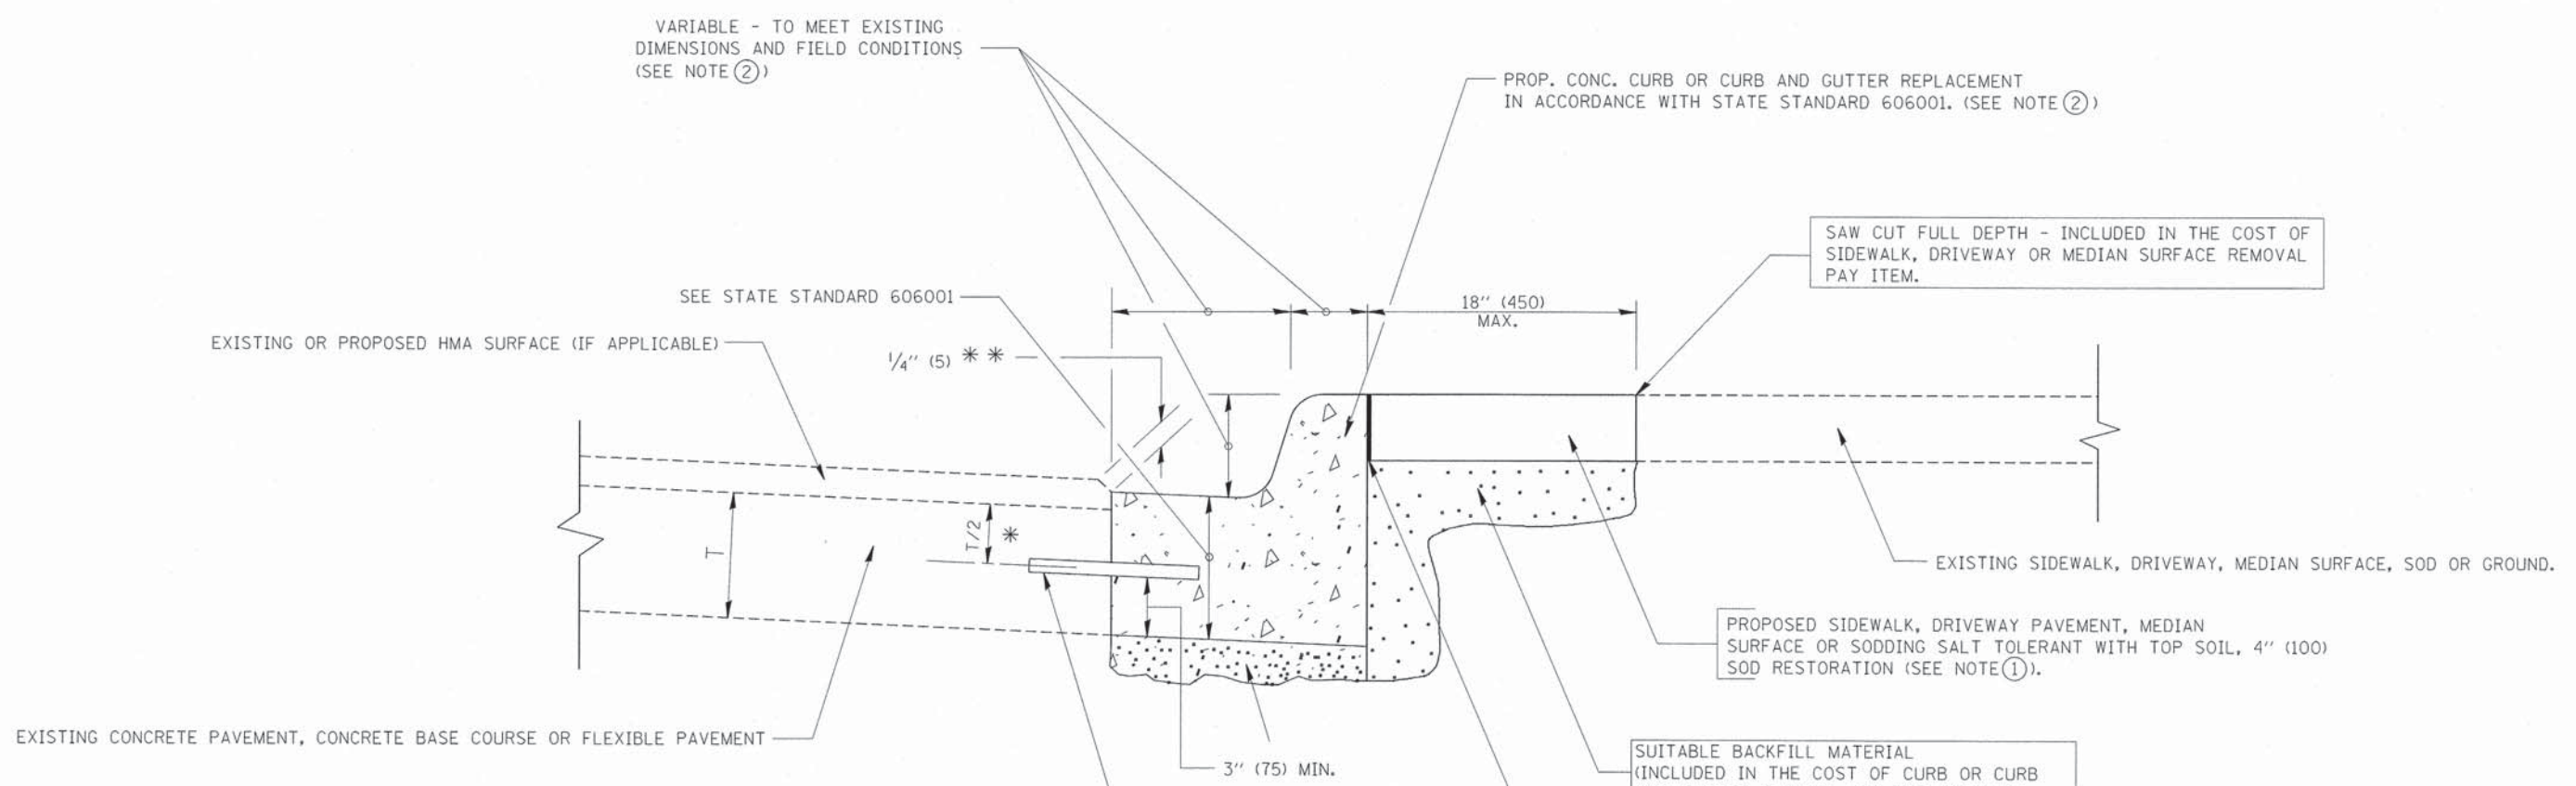 VARIABLE - TO MEET EXISTING
DIMENSIONS AND FIELD CONDITIONS
(SEE NOTE ②)
PROP. CONC. CURB OR CURB AND GUTTER REPLACEMENT
IN ACCORDANCE WITH STATE STANDARD 606001. (SEE NOTE ②)
SAW CUT FULL DEPTH - INCLUDED IN THE COST OF
SIDEWALK, DRIVEWAY OR MEDIAN SURFACE REMOVAL
PAY ITEM.
SEE STATE STANDARD 606001
18" (450)
MAX.
EXISTING OR PROPOSED HMA SURFACE (IF APPLICABLE)
1/4" (5) * *
T
T/2 *
EXISTING SIDEWALK, DRIVEWAY, MEDIAN SURFACE, SOD OR GROUND.
PROPOSED SIDEWALK, DRIVEWAY PAVEMENT, MEDIAN
SURFACE OR SODDING SALT TOLERANT WITH TOP SOIL, 4" (100)
SOD RESTORATION (SEE NOTE ①).
EXISTING CONCRETE PAVEMENT, CONCRETE BASE COURSE OR FLEXIBLE PAVEMENT
3" (75) MIN.
SUITABLE BACKFILL MATERIAL
(INCLUDED IN THE COST OF CURB OR CURB